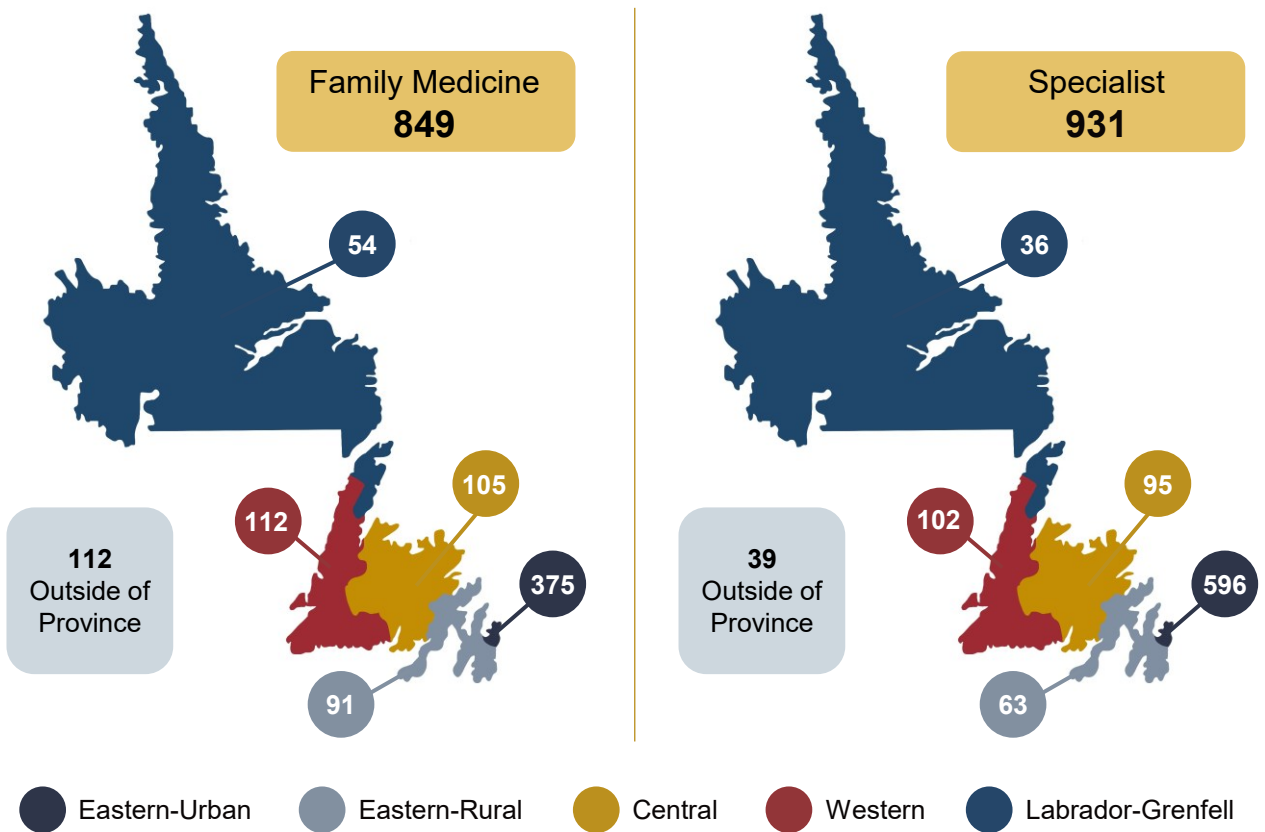 Family Medicine
849
54
112
105
375
91
112
Outside of
Province
Specialist
931
36
102
95
596
63
39
Outside of
Province
Eastern-Urban
Eastern-Rural
Central
Western
Labrador-Grenfell